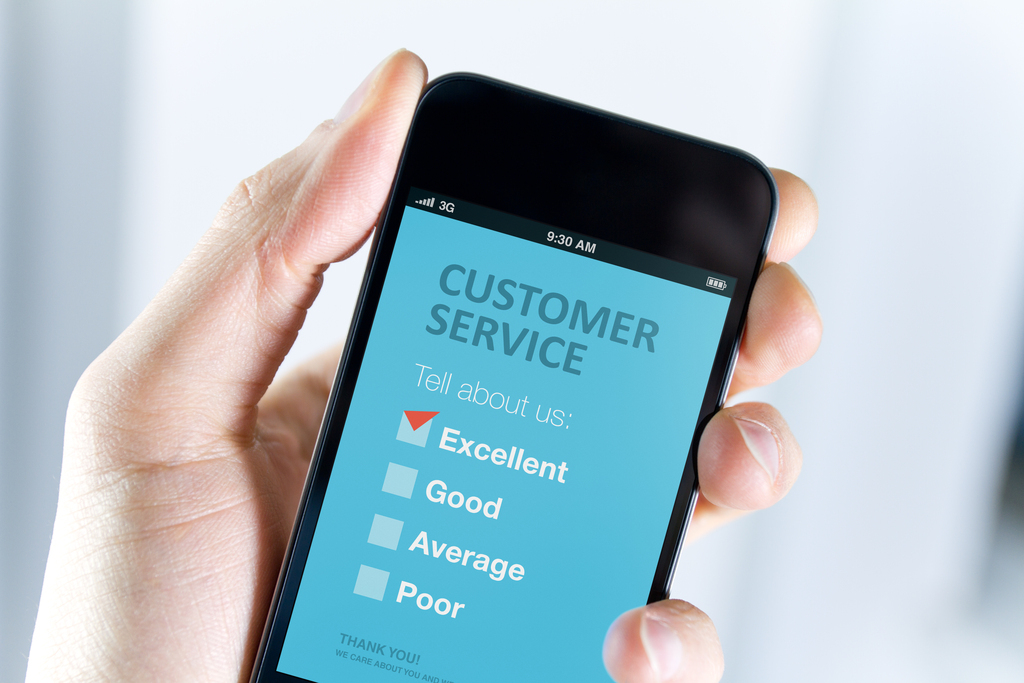 3G
9:30 AM
CUSTOMER
SERVICE
Tell about us:
Excellent
Good
Average
Poor
THANK YOU!
WE CARE ABOUT YOU AND